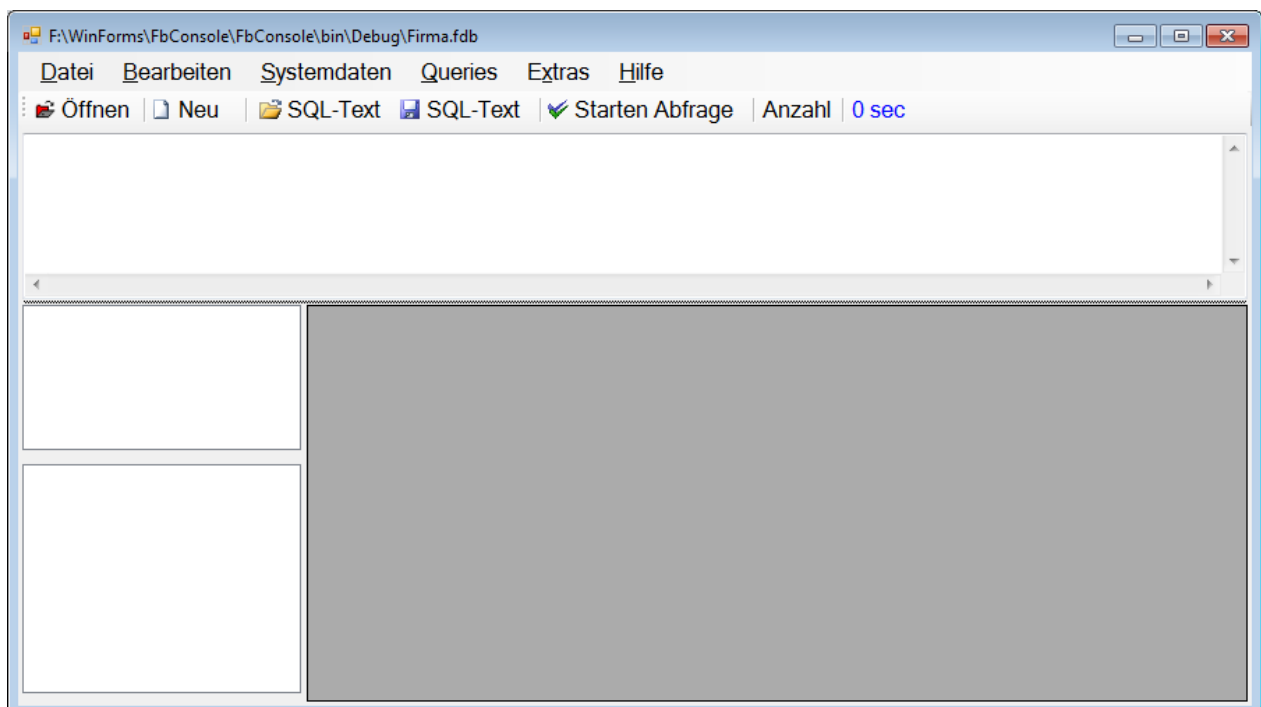 F:\WinForms\FbConsole\FbConsole\bin\Debug\Firma.fdb
Datei Bearbeiten Systemdaten Queries Extras Hilfe
Öffnen Neu SQL-Text SQL-Text Starten Abfrage Anzahl 0 sec